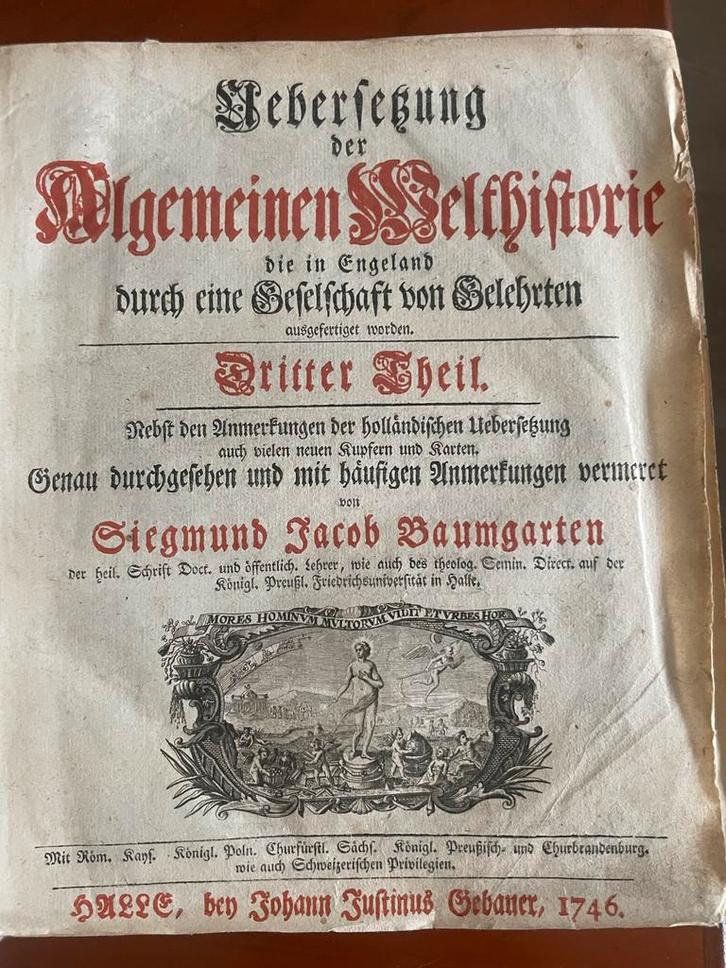 Uebersetzung
der
Algemeinen Welthistorie
die in Engeland
durch eine Geselschaft von Gelehrten
ausgefertiget worden.
Dritter Theil.
Nebst den Anmerkungen der holländischen Uebersetzung
auch vielen neuen Kupfern und Karten.
Genau durchgesehen und mit häufigen Anmerkungen vermeret
von
Siegmund Jacob Baumgarten
der heil. Schrift Doct. und öffentlich. Lehrer, wie auch des theolog. Semin. Direct. auf der
Königl. Preußl. Friedrichsuniversität in Halle.
MORES HOMINVM MVLTORVM VIDIT ET VRBES HOR
Mit Röm. Kays. Königl. Poln. Churfürstl. Sächs. Königl. Preußisch- und Churbrandenburg.
wie auch Schweizerischen Privilegien.
HALLE, bey Johann Justinus Gebauer, 1746.